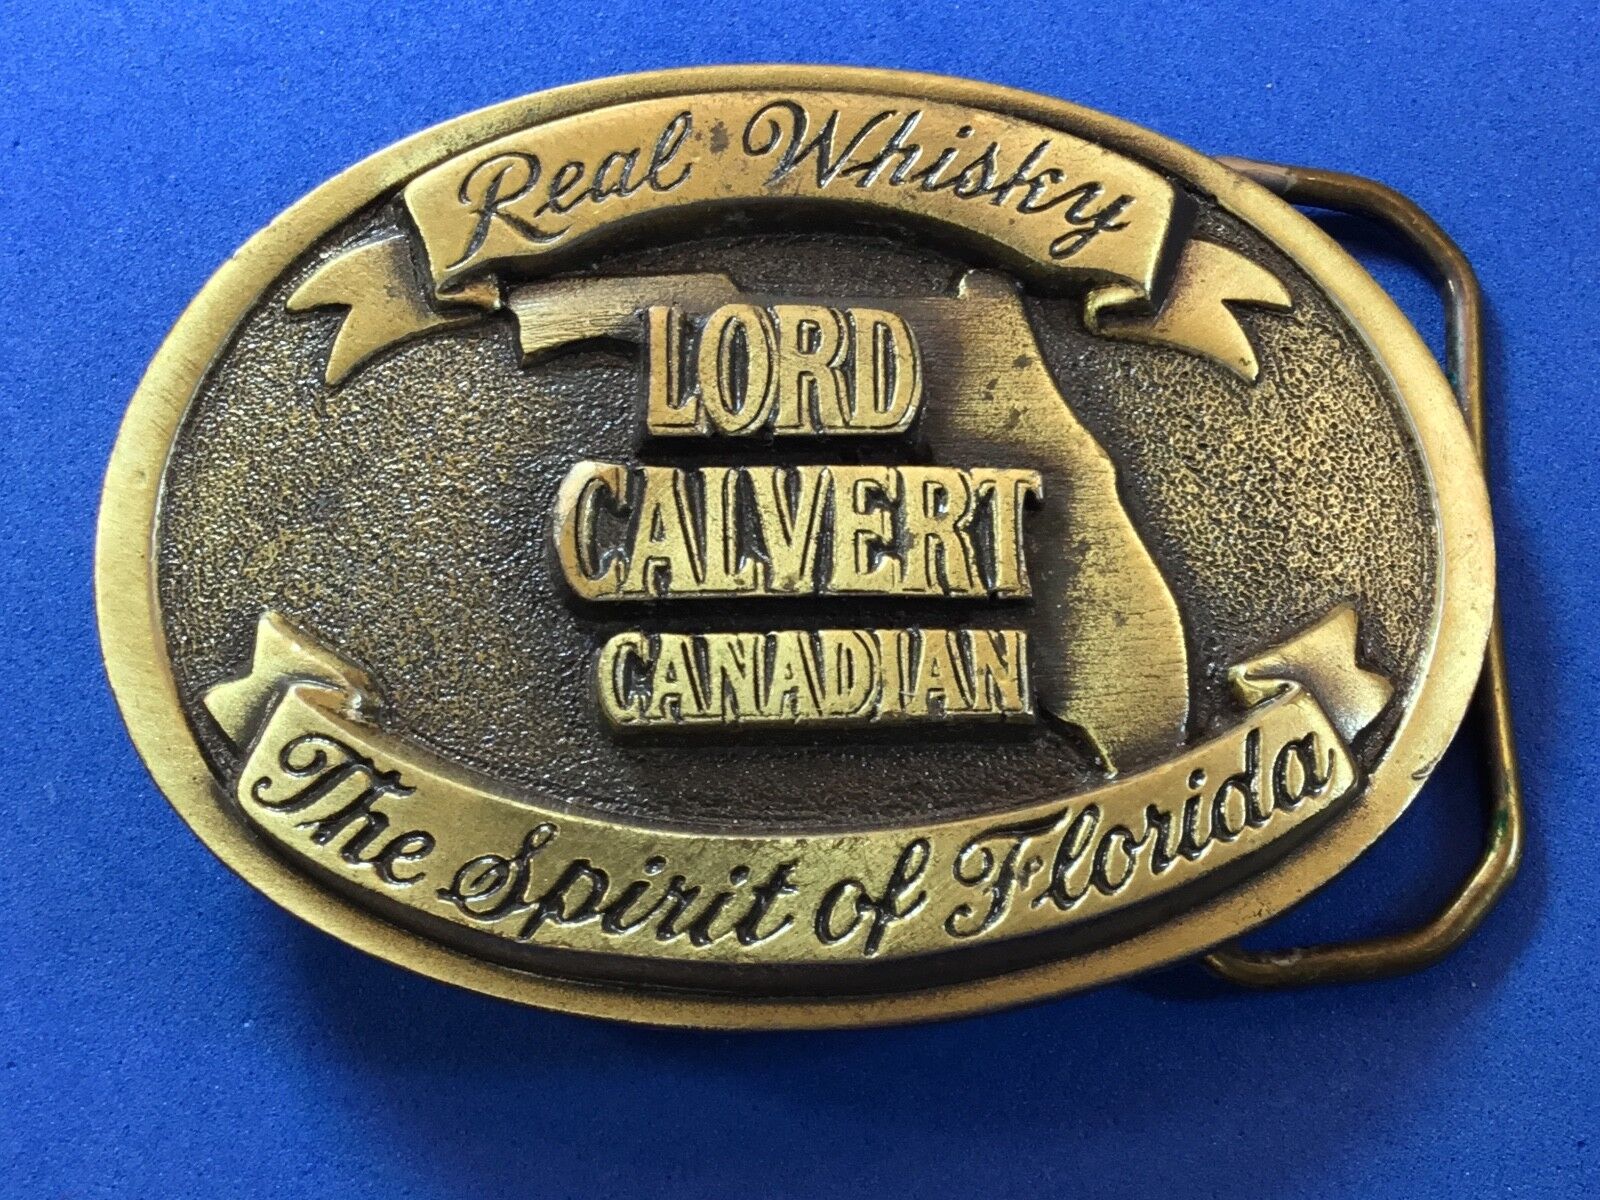 Real Whisky
LORD
CALVERT
CANADIAN
The Spirit of Florida